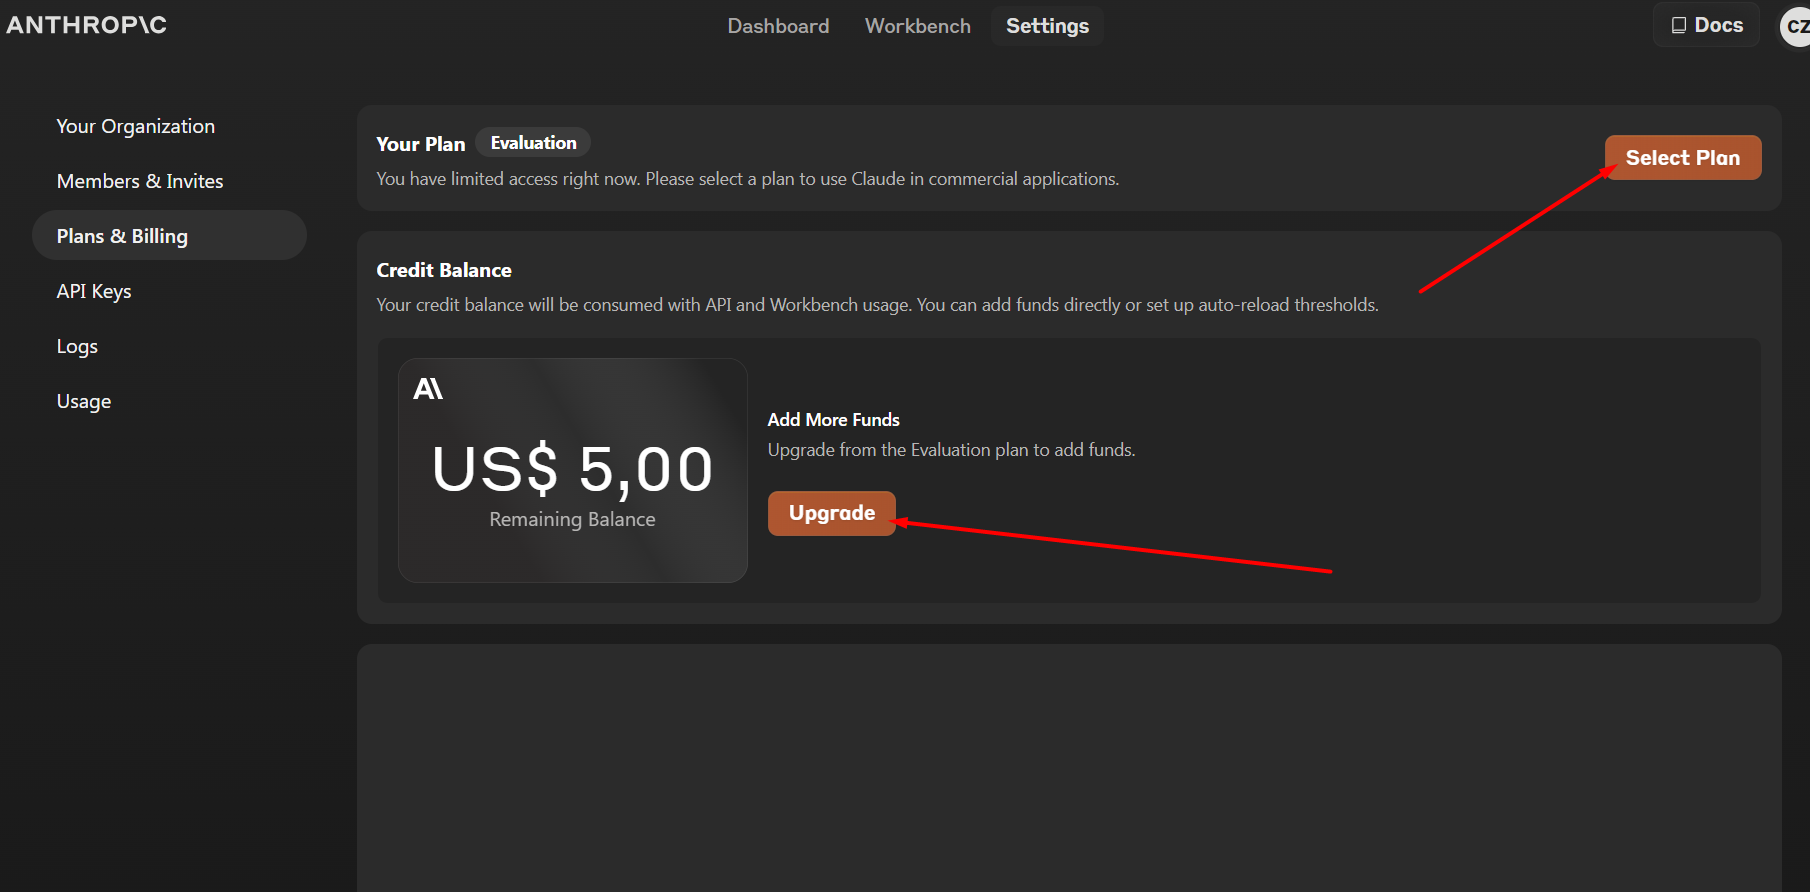 ANTHROP\C
Dashboard
Workbench
Settings
Docs
CZ
Your Organization
Members & Invites
Plans & Billing
API Keys
Logs
Usage
Your Plan
Evaluation
You have limited access right now. Please select a plan to use Claude in commercial applications.
Select Plan
Credit Balance
Your credit balance will be consumed with API and Workbench usage. You can add funds directly or set up auto-reload thresholds.
A\
US$ 5,00
Remaining Balance
Add More Funds
Upgrade from the Evaluation plan to add funds.
Upgrade